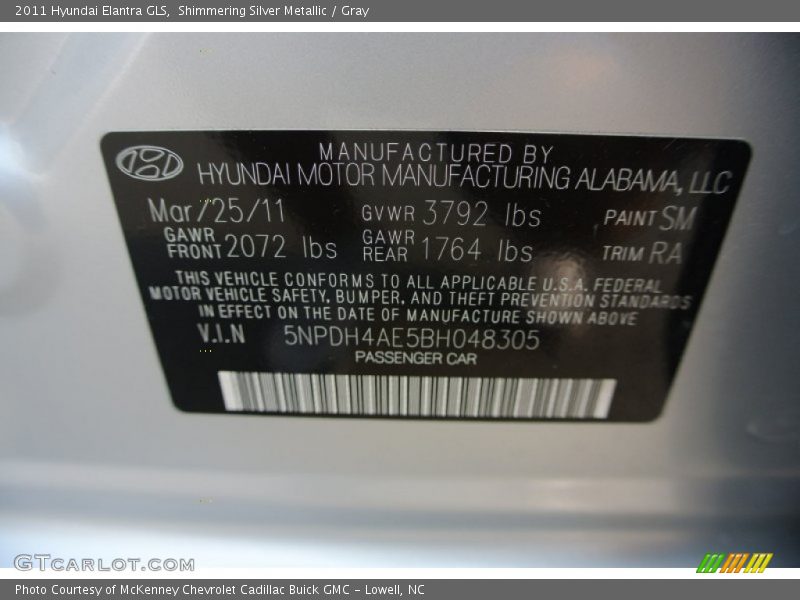 2011 Hyundai Elantra GLS,  Shimmering Silver Metallic / Gray
MANUFACTURED BY
HYUNDAI MOTOR MANUFACTURING ALABAMA, LLC
Mar/25/11 GVWR 3792 lbs PAINT SM
GAWR FRONT 2072 lbs GAWR REAR 1764 lbs TRIM RA
THIS VEHICLE CONFORMS TO ALL APPLICABLE U.S.A. FEDERAL
MOTOR VEHICLE SAFETY, BUMPER, AND THEFT PREVENTION STANDARDS
IN EFFECT ON THE DATE OF MANUFACTURE SHOWN ABOVE
V.I.N 5NPDH4AE5BH048305
PASSENGER CAR
GTCARLOT.COM
Photo Courtesy of McKenney Chevrolet Cadillac Buick GMC - Lowell, NC